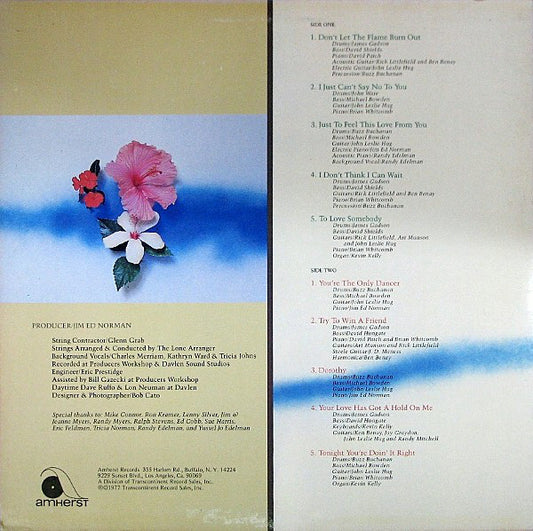 PRODUCER/JIM ED NORMAN
String Contractor/Glenn Grab
Strings Arranged & Conducted by The Lone Arranger
Background Vocals/Charles Merriam, Kathryn Ward & Tricia Johns
Recorded at Producers Workshop & Davlen Sound Studios
Engineer/Eric Prestidge
Assisted by Bill Gazecki at Producers Workshop
Daytime Dave Ruffo & Lon Neuman at Davlen
Designer & Photographer/Bob Cato
Special thanks to: Mike Connor, Ron Kramer, Lenny Silver, Jim &
Joanna Myers, Randy Myers, Ralph Stevens, Ed Cobb, Sue Harris,
Eric Feldman, Tricia Norman, Randy Edelman, and Yusuf Jo Edelman
AMHERST
Amherst Records 355 Harlem Rd., Buffalo, N.Y. 14224
9229 Sunset Blvd., Los Angeles, Ca. 90069
A Division of Transcontinent Record Sales, Inc.
©1977 Transcontinent Record Sales, Inc.
SIDE ONE
1. Don't Let The Flame Burn Out
Drums/James Gadson
Bass/David Shields
Piano/David Patch
Acoustic Guitar/Rick Littlefield and Ben Benay
Electric Guitar/John Leslie Hug
Percussion/Buzz Buchanan
2. I Just Can't Say No To You
Drums/John Ware
Bass/Michael Bowden
Guitar/John Leslie Hug
Piano/Brian Whitcomb
3. Just To Feel This Love From You
Drums/Buzz Buchanan
Bass/Michael Bowden
Guitar/John Leslie Hug
Electric Piano/Jim Ed Norman
Acoustic Piano/Randy Edelman
Background Vocal/Randy Edelman
4. I Don't Think I Can Wait
Drums/James Gadson
Bass/David Shields
Guitars/Rick Littlefield and Ben Benay
Piano/Brian Whitcomb
Percussion/Buzz Buchanan
5. To Love Somebody
Drums/James Gadson
Bass/David Shields
Guitars/Rick Littlefield, Art Munson
and John Leslie Hug
Piano/Brian Whitcomb
Organ/Kevin Kelly
SIDE TWO
1. You're The Only Dancer
Drums/Buzz Buchanan
Bass/Michael Bowden
Guitar/John Leslie Hug
Piano/Jim Ed Norman
2. Try To Win A Friend
Drums/James Gadson
Bass/David Hungate
Piano/David Patch and Brian Whitcomb
Guitars/Art Munson and Rick Littlefield
Steele Guitar/J. D. Maness
Harmonica/Ben Benay
3. Dorothy
Drums/Buzz Buchanan
Bass/Michael Bowden
Guitar/John Leslie Hug
Piano/Jim Ed Norman
4. Your Love Has Got A Hold On Me
Drums/James Gadson
Bass/David Hungate
Keyboards/Kevin Kelly
Guitars/Ben Benay, Jay Graydon,
John Leslie Hug and Randy Mitchell
5. Tonight You're Doin' It Right
Drums/Buzz Buchanan
Bass/Michael Bowden
Guitar/John Leslie Hug
Piano/Brian Whitcomb
Organ/Kevin Kelly